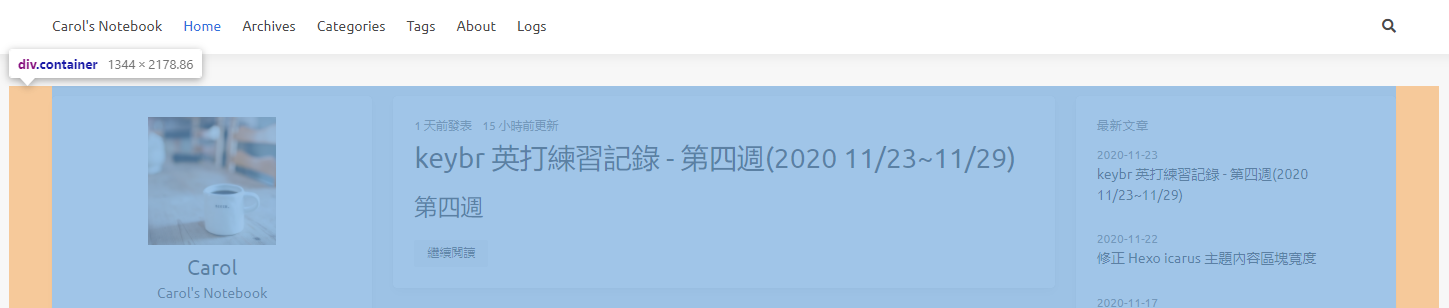 Carol's Notebook Home Archives Categories Tags About Logs
div.container 1344 × 2178.86
Carol
Carol's Notebook
1 天前發表 15 小時前更新
keybr 英打練習記錄 - 第四週(2020 11/23~11/29)
第四週
繼續閱讀
最新文章
2020-11-23
keybr 英打練習記錄 - 第四週(2020
11/23~11/29)
2020-11-22
修正 Hexo icarus 主題內容區塊寬度
2020-11-17